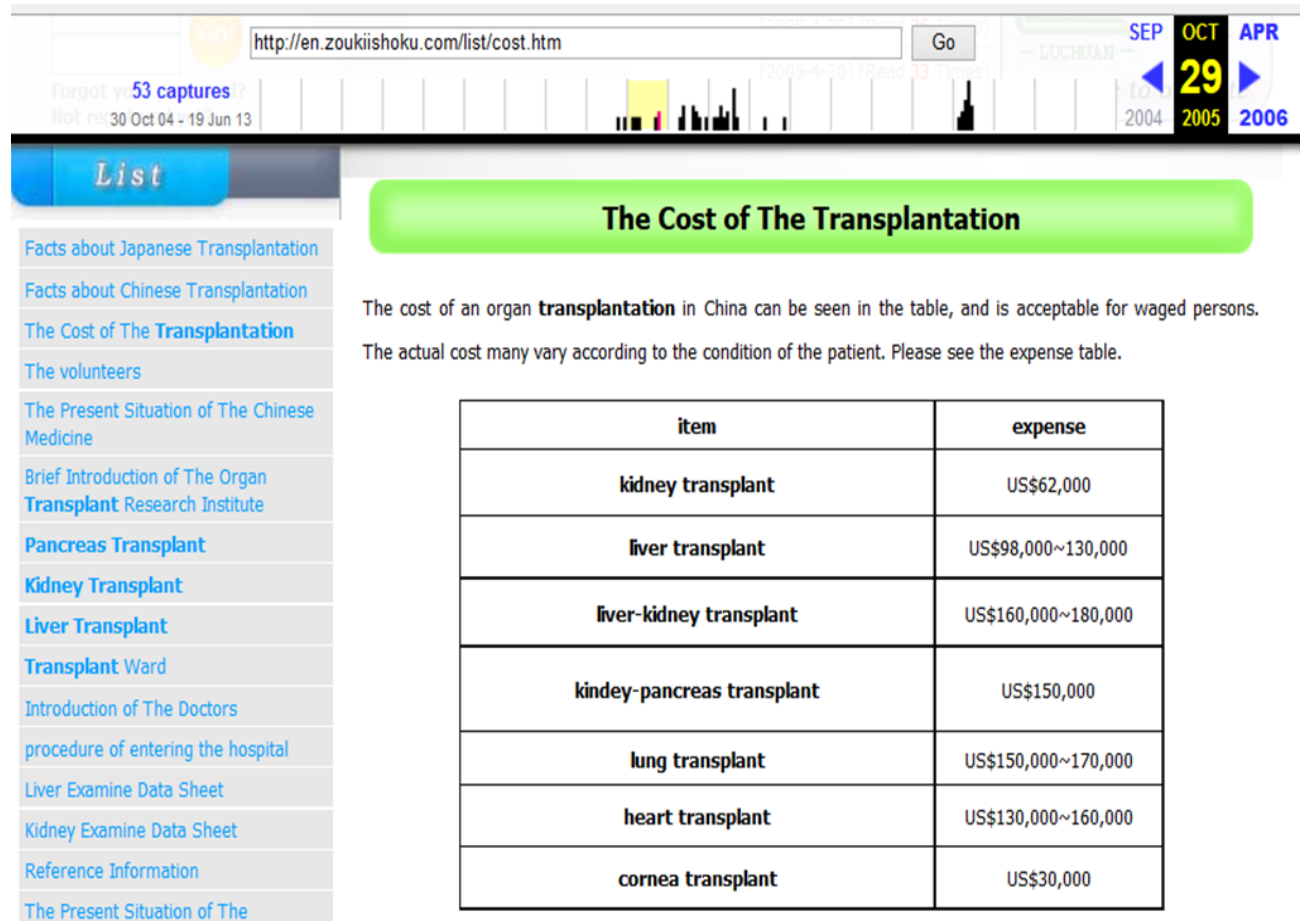 http://en.zoukiishoku.com/list/cost.htm
Go
SEP OCT APR
29
2004 2005 2006
53 captures
30 Oct 04 - 19 Jun 13
List
Facts about Japanese Transplantation
Facts about Chinese Transplantation
The Cost of The Transplantation
The volunteers
The Present Situation of The Chinese
Medicine
Brief Introduction of The Organ
Transplant Research Institute
Pancreas Transplant
Kidney Transplant
Liver Transplant
Transplant Ward
Introduction of The Doctors
procedure of entering the hospital
Liver Examine Data Sheet
Kidney Examine Data Sheet
Reference Information
The Present Situation of The
The Cost of The Transplantation
The cost of an organ transplantation in China can be seen in the table, and is acceptable for waged persons.
The actual cost many vary according to the condition of the patient. Please see the expense table.
item expense
kidney transplant US$62,000
liver transplant US$98,000~130,000
liver-kidney transplant US$160,000~180,000
kindey-pancreas transplant US$150,000
lung transplant US$150,000~170,000
heart transplant US$130,000~160,000
cornea transplant US$30,000